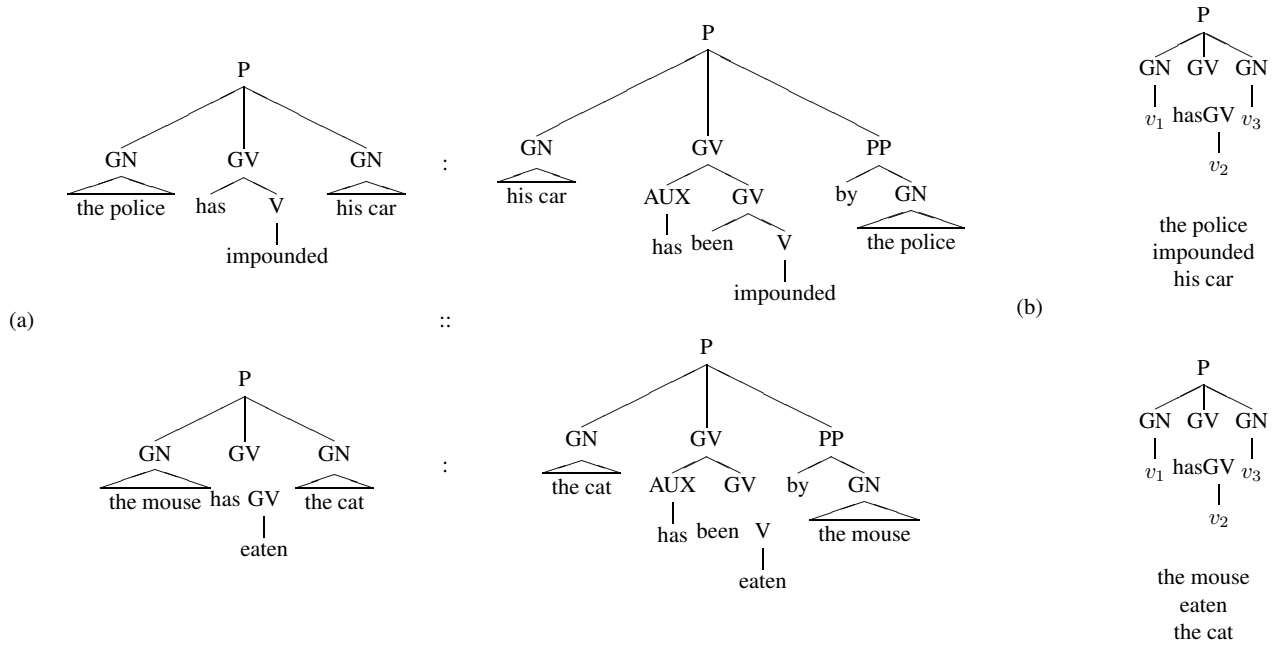 P
GN GV GN
the police has V his car
impounded
:
P
GN GV PP
his car AUX GV by GN
has been V the police
impounded
(a)
::
P
GN GV GN
the mouse has GV the cat
eaten
:
P
GN GV PP
the cat AUX GV by GN
has been V the mouse
eaten
(b)
P
GN GV GN
v1 hasGV v3
v2
the police
impounded
his car
P
GN GV GN
v1 hasGV v3
v2
the mouse
eaten
the cat